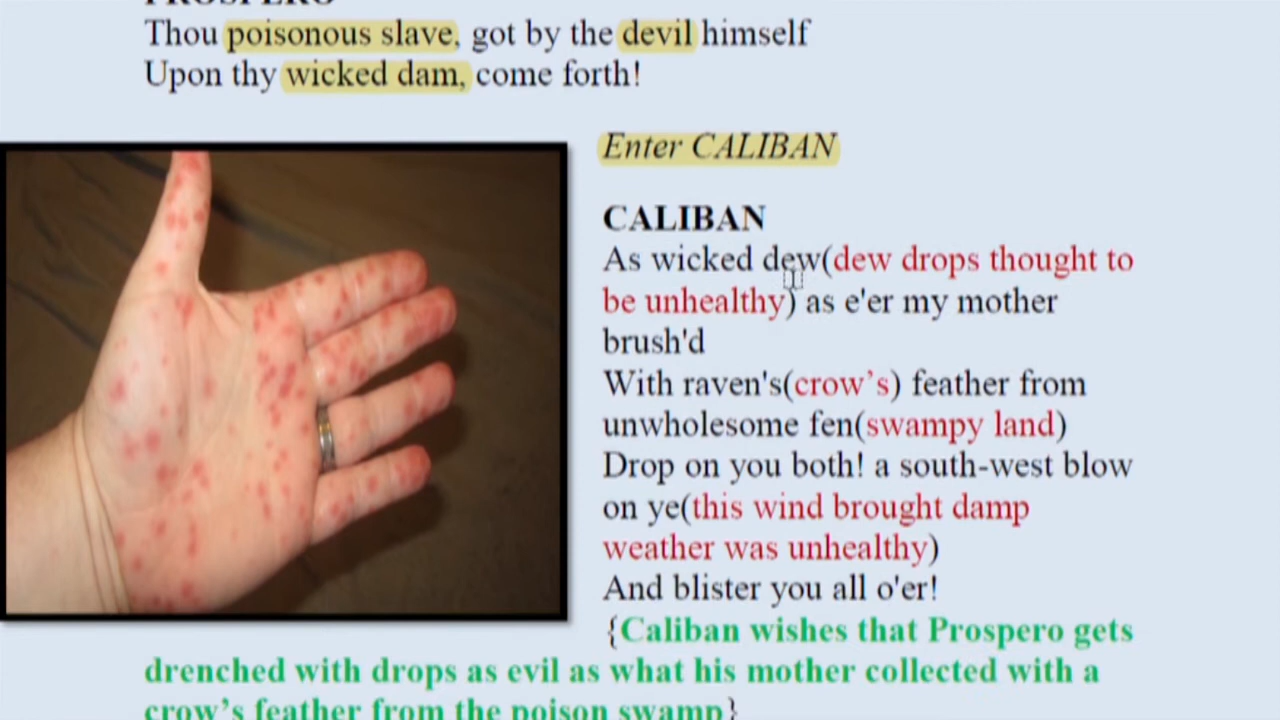 PROSPERO
Thou poisonous slave, got by the devil himself
Upon thy wicked dam, come forth!
Enter CALIBAN
CALIBAN
As wicked dew(dew drops thought to
be unhealthy) as e'er my mother
brush'd
With raven's(crow’s) feather from
unwholesome fen(swampy land)
Drop on you both! a south-west blow
on ye(this wind brought damp
weather was unhealthy)
And blister you all o'er!
{Caliban wishes that Prospero gets
drenched with drops as evil as what his mother collected with a
crow’s feather from the poison swamp}